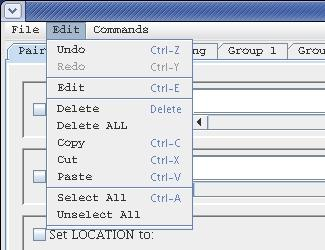 File Edit Commands
Pair ng Group 1 Grou
Undo Ctrl-Z
Redo Ctrl-Y
Edit Ctrl-E
Delete Delete
Delete ALL
Copy Ctrl-C
Cut Ctrl-X
Paste Ctrl-V
Select All Ctrl-A
Unselect All
Set LOCATION to: